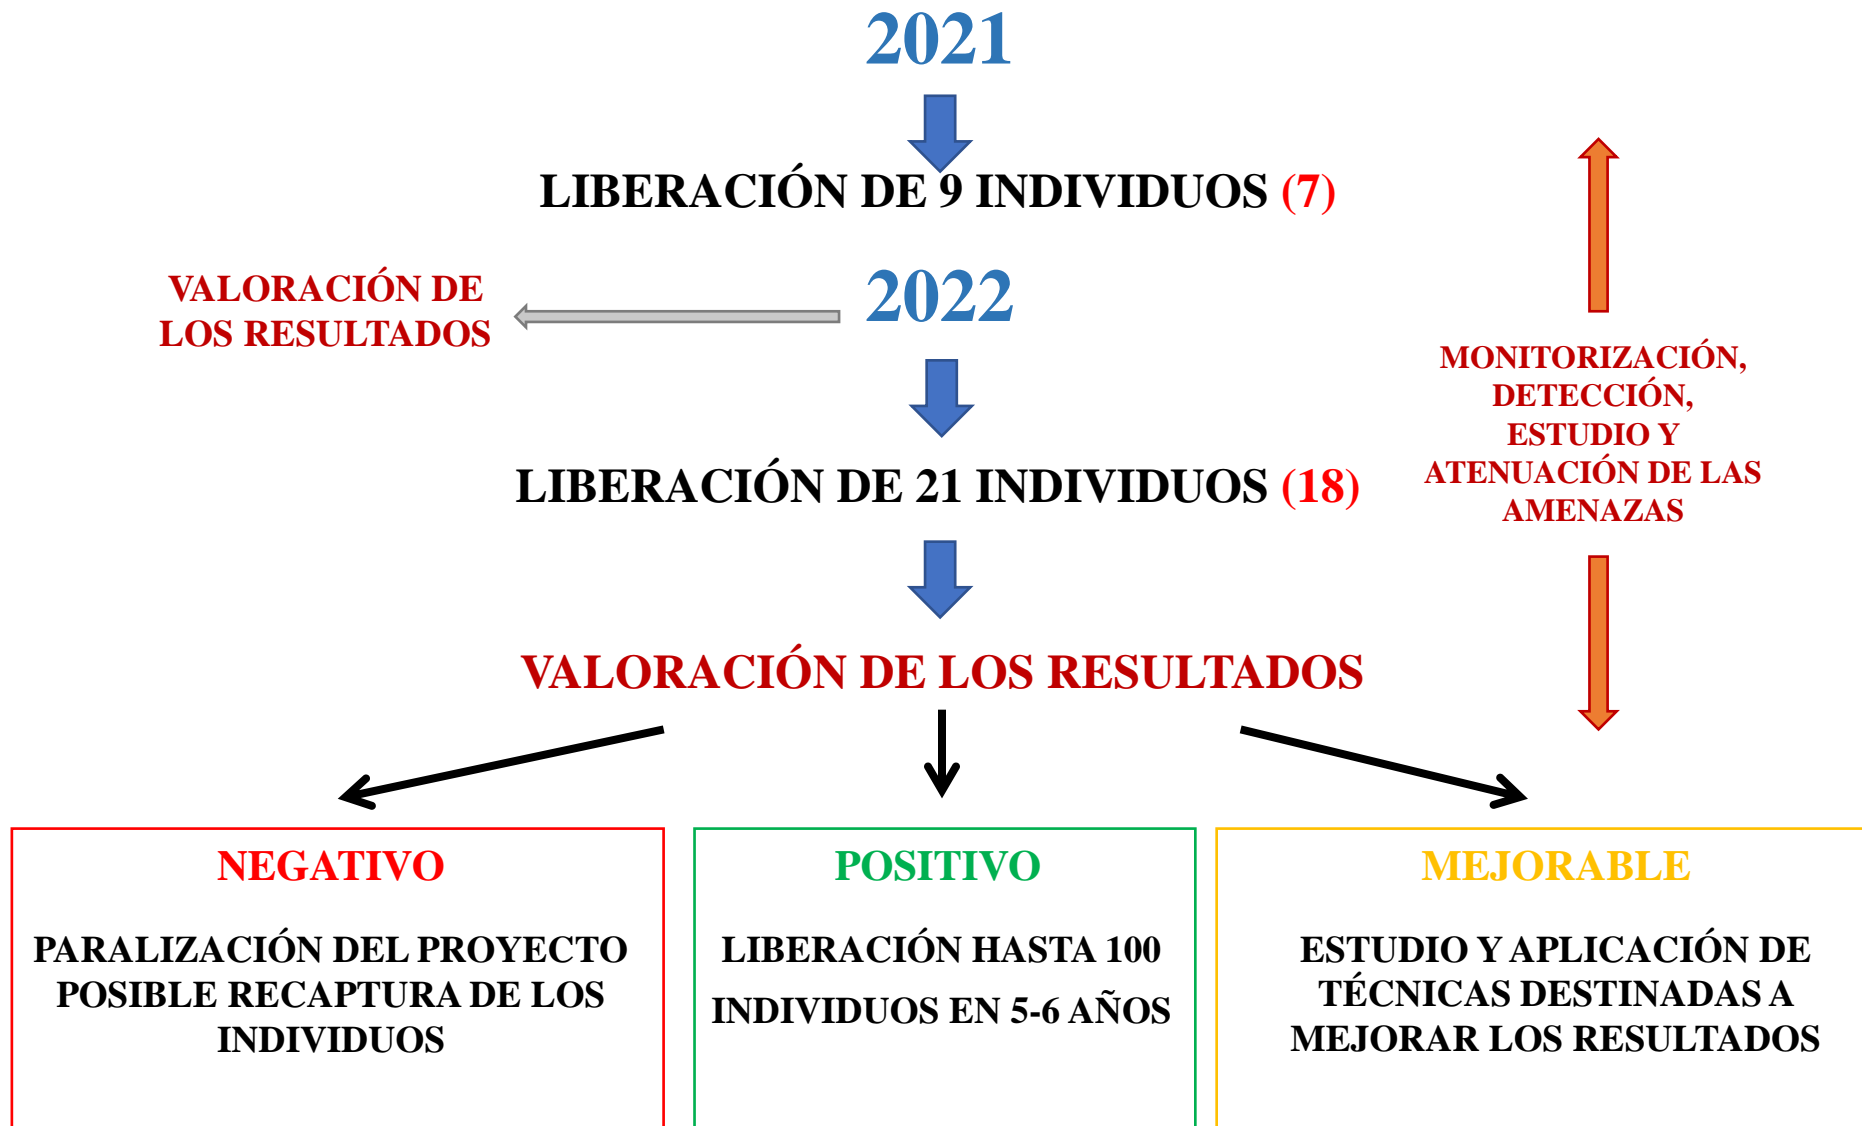 2021
LIBERACIÓN DE 9 INDIVIDUOS (7)
VALORACIÓN DE
LOS RESULTADOS
2022
MONITORIZACIÓN,
DETECCIÓN,
ESTUDIO Y
ATENUACIÓN DE LAS
AMENAZAS
LIBERACIÓN DE 21 INDIVIDUOS (18)
VALORACIÓN DE LOS RESULTADOS
NEGATIVO
PARALIZACIÓN DEL PROYECTO
POSIBLE RECAPTURA DE LOS
INDIVIDUOS
POSITIVO
LIBERACIÓN HASTA 100
INDIVIDUOS EN 5-6 AÑOS
MEJORABLE
ESTUDIO Y APLICACIÓN DE
TÉCNICAS DESTINADAS A
MEJORAR LOS RESULTADOS